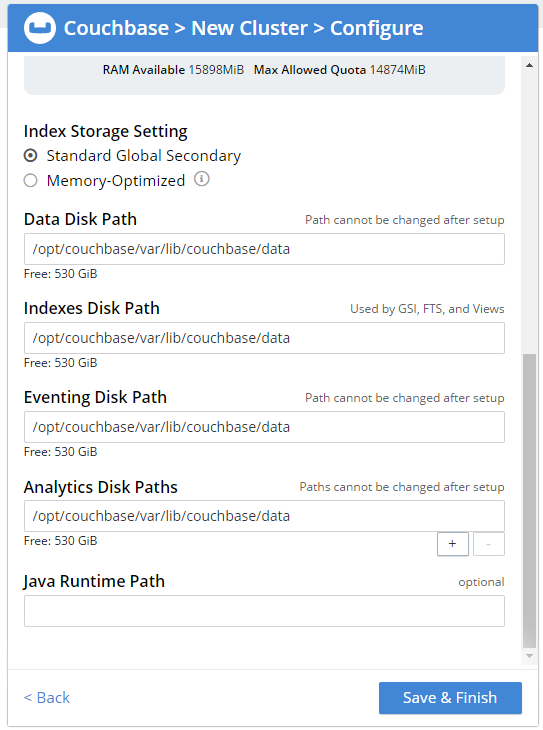 Couchbase > New Cluster > Configure
RAM Available 15898MiB Max Allowed Quota 14874MiB
Index Storage Setting
Standard Global Secondary
Memory-Optimized
Data Disk Path Path cannot be changed after setup
/opt/couchbase/var/lib/couchbase/data
Free: 530 GiB
Indexes Disk Path Used by GSI, FTS, and Views
/opt/couchbase/var/lib/couchbase/data
Free: 530 GiB
Eventing Disk Path Path cannot be changed after setup
/opt/couchbase/var/lib/couchbase/data
Free: 530 GiB
Analytics Disk Paths Paths cannot be changed after setup
/opt/couchbase/var/lib/couchbase/data
Free: 530 GiB + -
Java Runtime Path optional
< Back Save & Finish